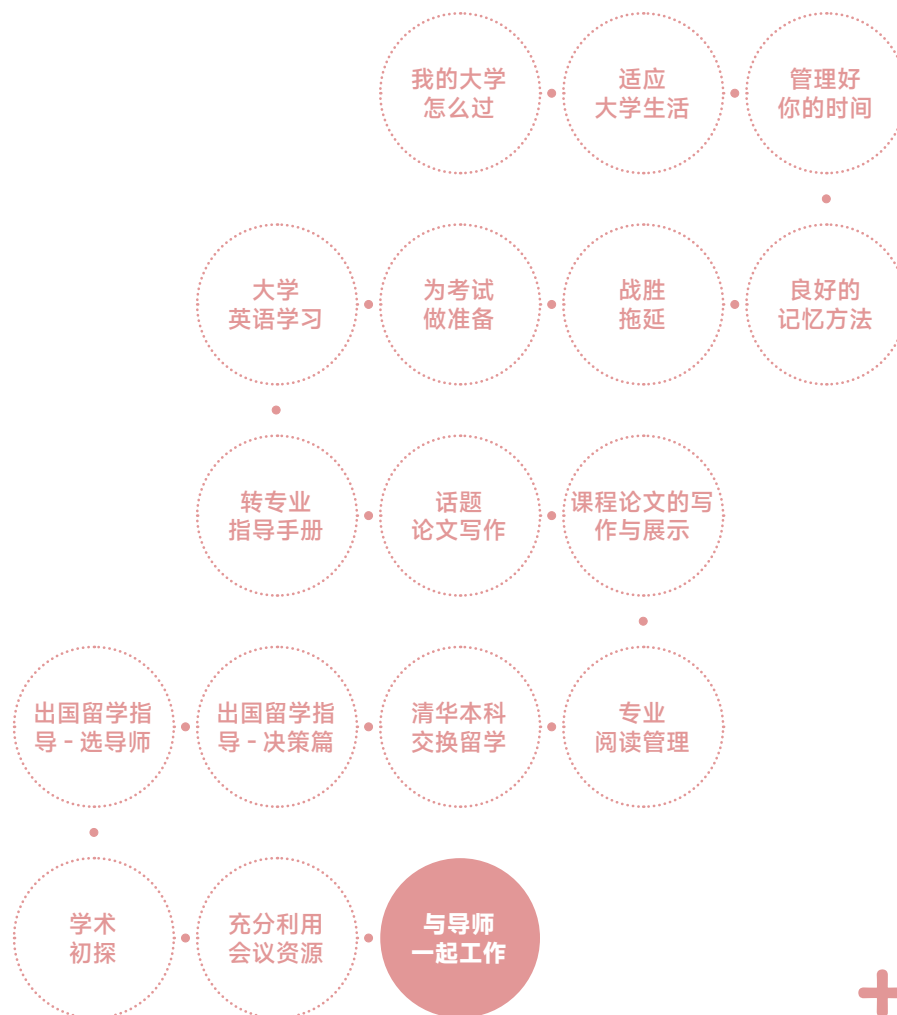 我的大学
怎么过
适应
大学生活
管理好
你的时间
大学
英语学习
为考试
做准备
战胜
拖延
良好的
记忆方法
转专业
指导手册
话题
论文写作
课程论文的写
作与展示
出国留学指
导 - 选导师
出国留学指
导 - 决策篇
清华本科
交换留学
专业
阅读管理
学术
初探
充分利用
会议资源
与导师
一起工作